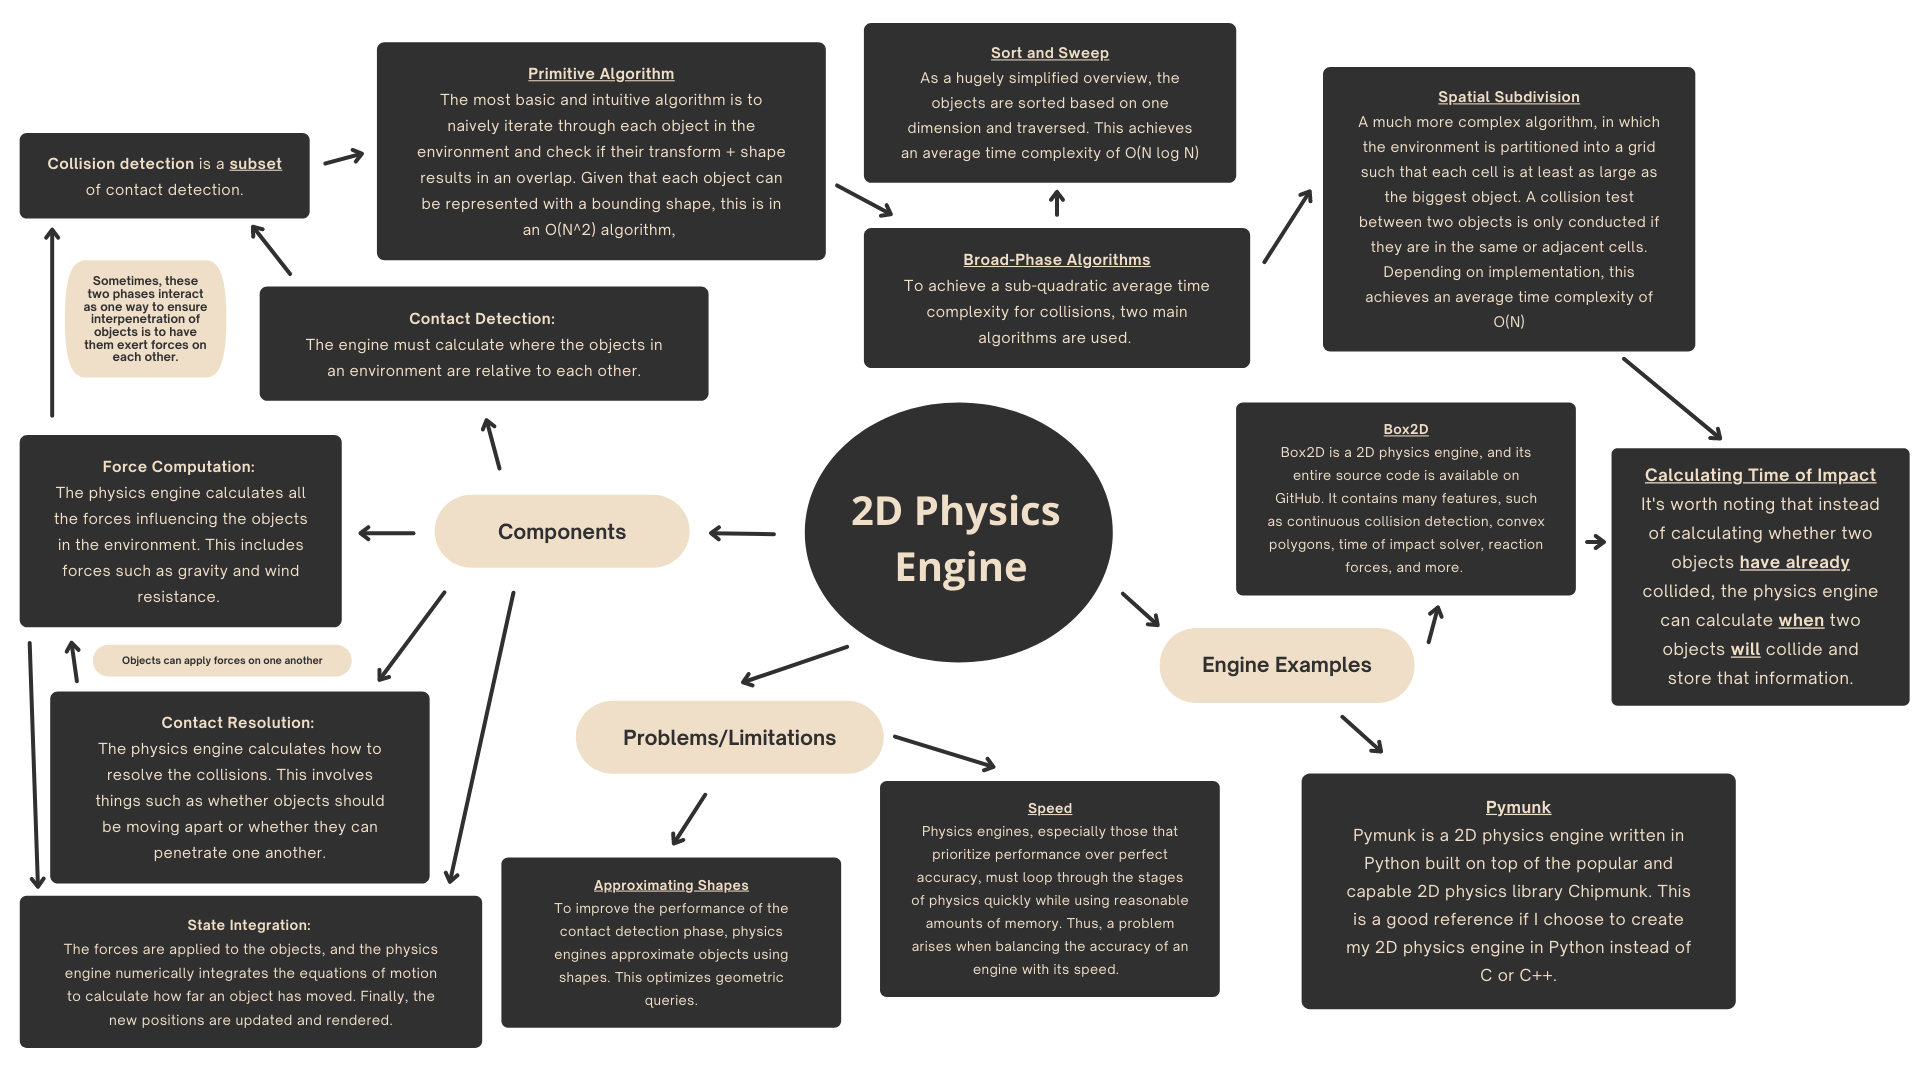 Primitive Algorithm
The most basic and intuitive algorithm is to
naively iterate through each object in the
environment and check if their transform + shape
results in an overlap. Given that each object can
be represented with a bounding shape, this is in
an O(N^2) algorithm,
Sort and Sweep
As a hugely simplified overview, the
objects are sorted based on one
dimension and traversed. This achieves
an average time complexity of O(N log N)
Spatial Subdivision
A much more complex algorithm, in which
the environment is partitioned into a grid
such that each cell is at least as large as
the biggest object. A collision test
between two objects is only conducted if
they are in the same or adjacent cells.
Depending on implementation, this
achieves an average time complexity of
O(N)
Collision detection is a subset
of contact detection.
Sometimes, these
two phases interact
as one way to ensure
interpenetration of
objects is to have
them exert forces on
each other.
Contact Detection:
The engine must calculate where the objects in
an environment are relative to each other.
Broad-Phase Algorithms
To achieve a sub-quadratic average time
complexity for collisions, two main
algorithms are used.
Force Computation:
The physics engine calculates all
the forces influencing the objects
in the environment. This includes
forces such as gravity and wind
resistance.
Components
2D Physics
Engine
Box2D
Box2D is a 2D physics engine, and its
entire source code is available on
GitHub. It contains many features, such
as continuous collision detection, convex
polygons, time of impact solver, reaction
forces, and more.
Calculating Time of Impact
It's worth noting that instead
of calculating whether two
objects have already
collided, the physics engine
can calculate when two
objects will collide and
store that information.
Objects can apply forces on one another
Engine Examples
Contact Resolution:
The physics engine calculates how to
resolve the collisions. This involves
things such as whether objects should
be moving apart or whether they can
penetrate one another.
Problems/Limitations
Speed
Physics engines, especially those that
prioritize performance over perfect
accuracy, must loop through the stages
of physics quickly while using reasonable
amounts of memory. Thus, a problem
arises when balancing the accuracy of an
engine with its speed.
Pymunk
Pymunk is a 2D physics engine written in
Python built on top of the popular and
capable 2D physics library Chipmunk. This
is a good reference if I choose to create
my 2D physics engine in Python instead of
C or C++.
Approximating Shapes
To improve the performance of the
contact detection phase, physics
engines approximate objects using
shapes. This optimizes geometric
queries.
State Integration:
The forces are applied to the objects, and the physics
engine numerically integrates the equations of motion
to calculate how far an object has moved. Finally, the
new positions are updated and rendered.